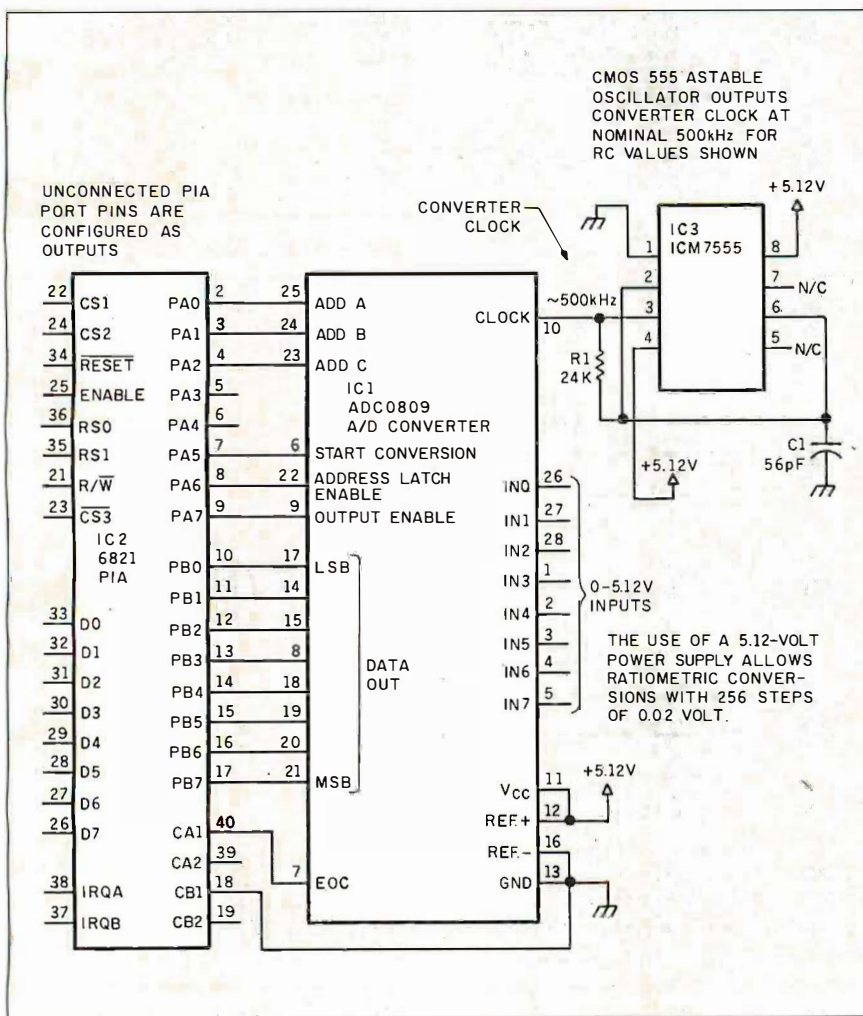 CMOS 555 ASTABLE
OSCILLATOR OUTPUTS
CONVERTER CLOCK AT
NOMINAL 500kHz FOR
RC VALUES SHOWN
UNCONNECTED PIA
PORT PINS ARE
CONFIGURED AS
OUTPUTS
CONVERTER
CLOCK
+5.12V
IC3
ICM7555
1
2
3
4
8
7 N/C
6
5 N/C
~500kHz
R1
24K
C1
56pF
+5.12V
22 CS1 PA0 2
24 CS2 PA1 3
34 RESET PA2 4
25 ENABLE PA3 5
36 RS0 PA4 6
35 RS1 PA5 7
21 R/W PA6 8
23 CS3 PA7 9
IC2
6821
PIA
PB0 10
PB1 11
33 D0 PB2 12
32 D1 PB3 13
31 D2 PB4 14
30 D3 PB5 15
29 D4 PB6 16
28 D5 PB7 17
27 D6
26 D7 CA1 40
CA2 39
38 IRQA CB1 18
37 IRQB CB2 19
25 ADD A
24 ADD B
23 ADD C
IC1
ADC0809
A/D CONVERTER
6 START CONVERSION
22 ADDRESS LATCH
ENABLE
9 OUTPUT ENABLE
17 LSB
14
15
8
18
19
20
21 MSB
DATA
OUT
7 EOC
CLOCK 10
IN0 26
IN1 27
IN2 28
IN3 1
IN4 2
IN5 3
IN6 4
IN7 5
0-5.12V
INPUTS
THE USE OF A 5.12-VOLT
POWER SUPPLY ALLOWS
RATIOMETRIC CONVER-
SIONS WITH 256 STEPS
OF 0.02 VOLT.
VCC 11
REF.+ 12
+5.12V
REF.- 16
GND 13